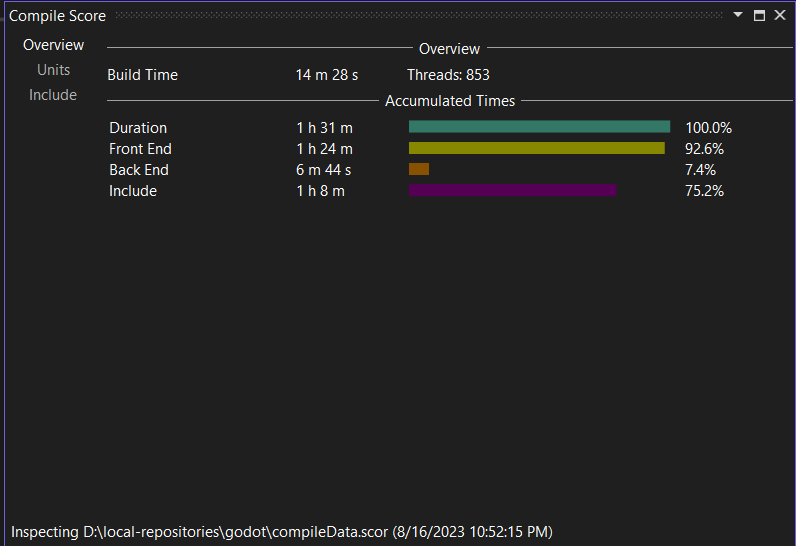 Compile Score
Overview
Units
Include
Overview
Build Time 14 m 28 s Threads: 853
Accumulated Times
Duration 1 h 31 m 100.0%
Front End 1 h 24 m 92.6%
Back End 6 m 44 s 7.4%
Include 1 h 8 m 75.2%
Inspecting D:\local-repositories\godot\compileData.scor (8/16/2023 10:52:15 PM)